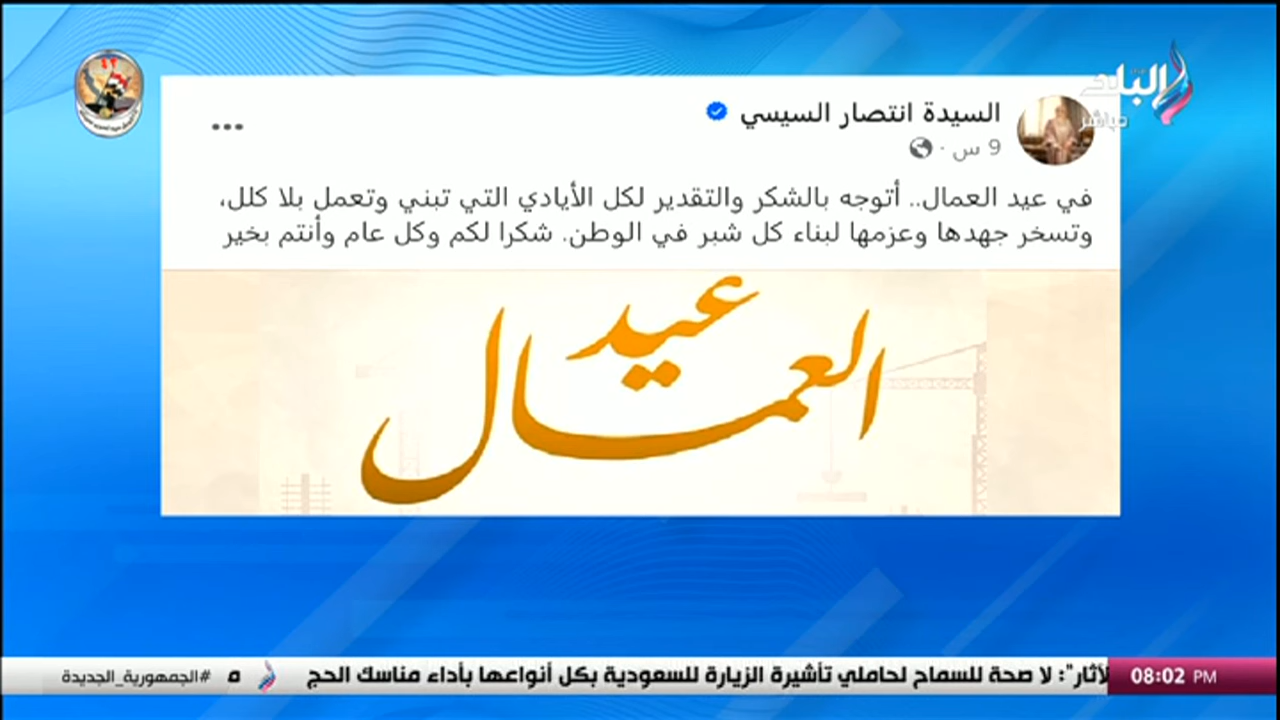 البلد
مباشر
٤٢
السيدة انتصار السيسي
9 س ·
في عيد العمال.. أتوجه بالشكر والتقدير لكل الأيادي التي تبني وتعمل بلا كلل،
وتسخر جهدها وعزمها لبناء كل شبر في الوطن. شكرا لكم وكل عام وأنتم بخير
عيد
العمال
08:02 PM
لآثار": لا صحة للسماح لحاملي تأشيرة الزيارة للسعودية بكل أنواعها بأداء مناسك الحج
#الجمهورية_الجديدة